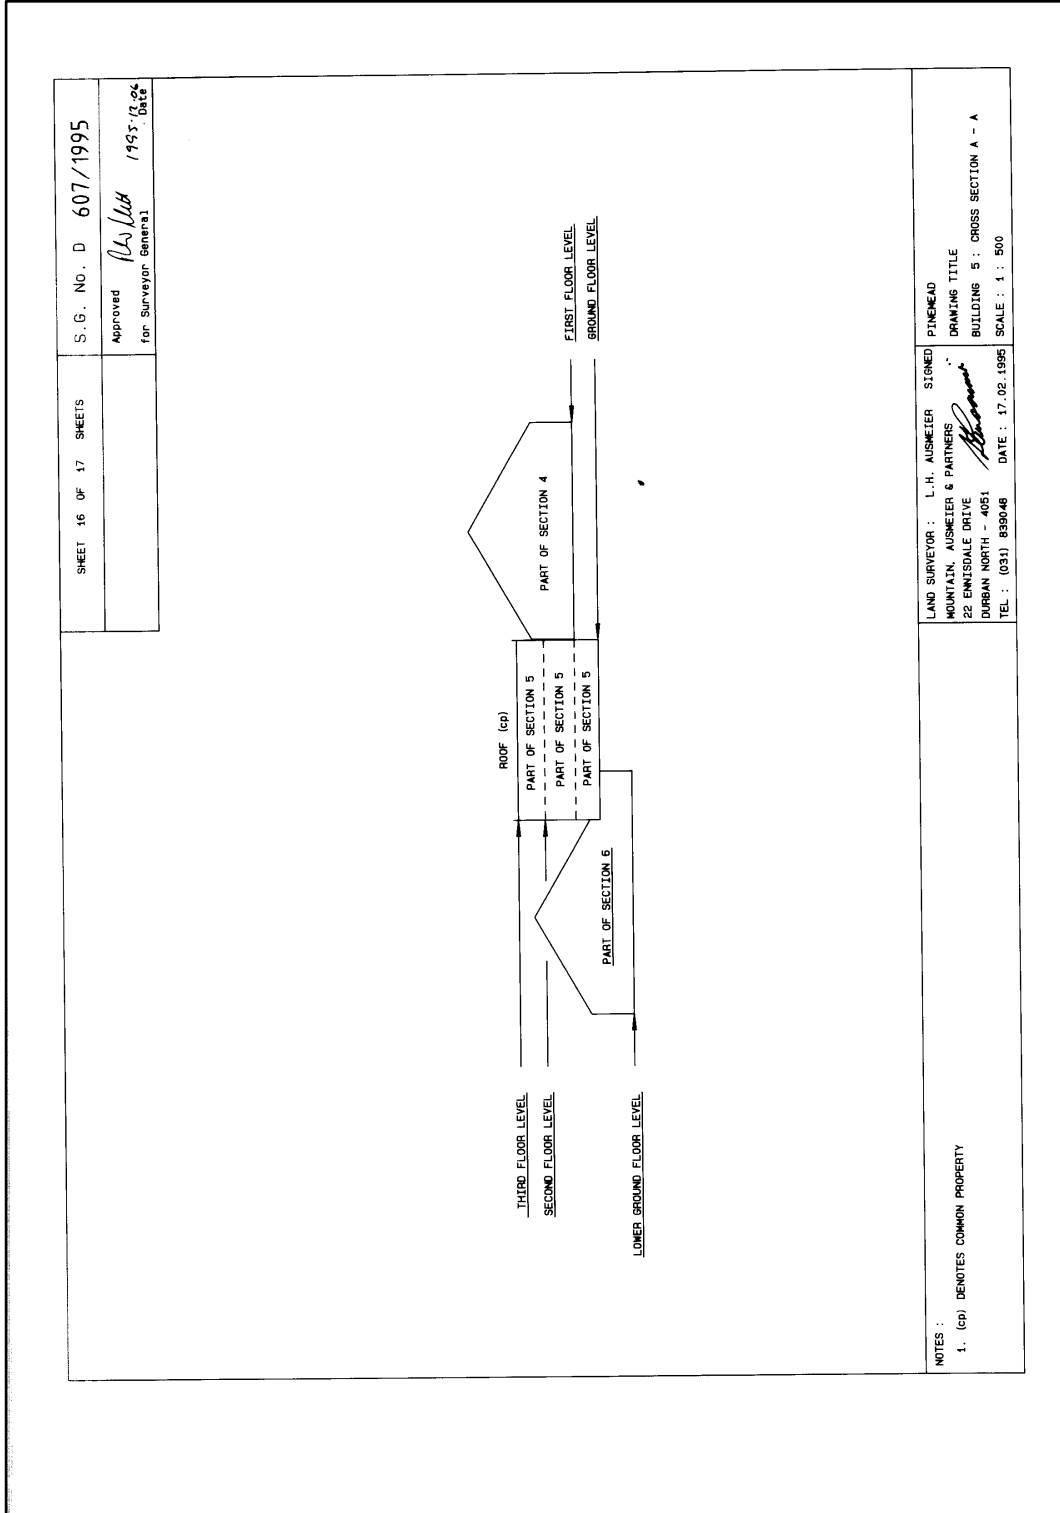 SHEET 16 OF 17 SHEETS
S.G. No. D 607/1995
Approved
1995.12.06
for Surveyor General
Date
FIRST FLOOR LEVEL
GROUND FLOOR LEVEL
PART OF SECTION 4
ROOF (cp)
PART OF SECTION 5
PART OF SECTION 5
PART OF SECTION 5
PART OF SECTION 6
THIRD FLOOR LEVEL
SECOND FLOOR LEVEL
LOWER GROUND FLOOR LEVEL
NOTES :
1. (cp) DENOTES COMMON PROPERTY
LAND SURVEYOR : L.H. AUSMEIER SIGNED
MOUNTAIN, AUSMEIER & PARTNERS
22 ENNISDALE DRIVE
DURBAN NORTH - 4051
TEL : (031) 839048 DATE : 17.02.1995
PINEMEAD
DRAWING TITLE
BUILDING 5 : CROSS SECTION A - A
SCALE : 1 : 500